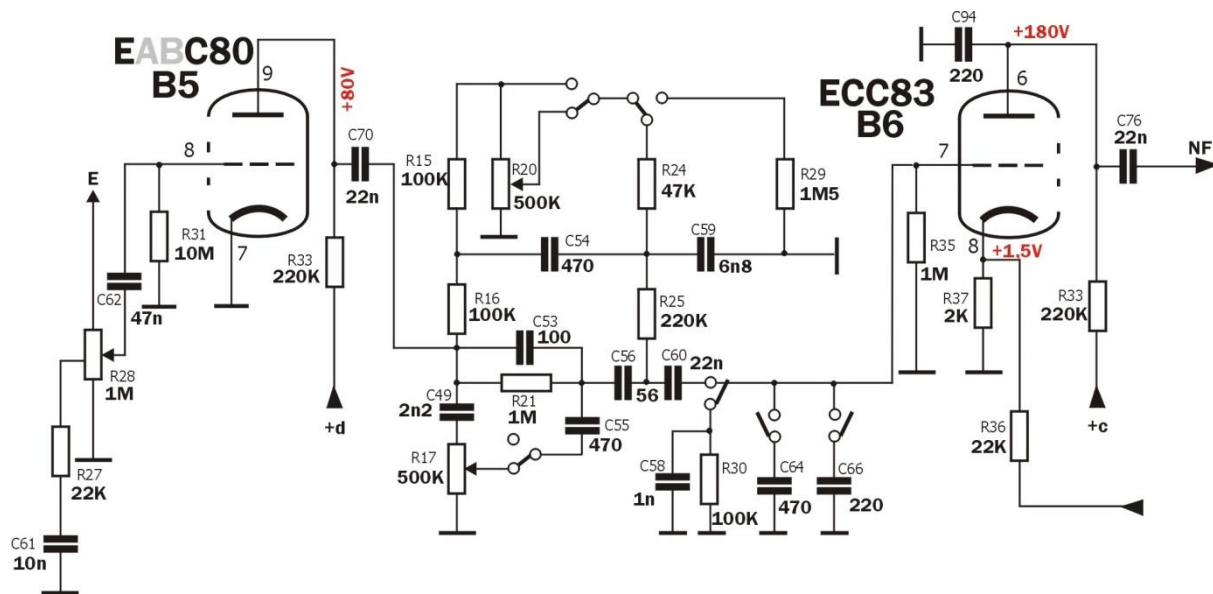 EABC80
B5
9
8
7
+80V
E
R31
10M
C62
47n
R28
1M
R27
22K
C61
10n
R33
220K
+d
C70
22n
R15
100K
R20
500K
R24
47K
R29
1M5
C54
470
C59
6n8
R16
100K
R25
220K
C53
100
R21
1M
C56
56
C60
22n
C49
2n2
C55
470
R17
500K
C58
1n
R30
100K
C64
470
C66
220
C94
220
+180V
6
ECC83
B6
7
8
+1.5V
C76
22n
NF
R35
1M
R37
2K
R33
220K
R36
22K
+c